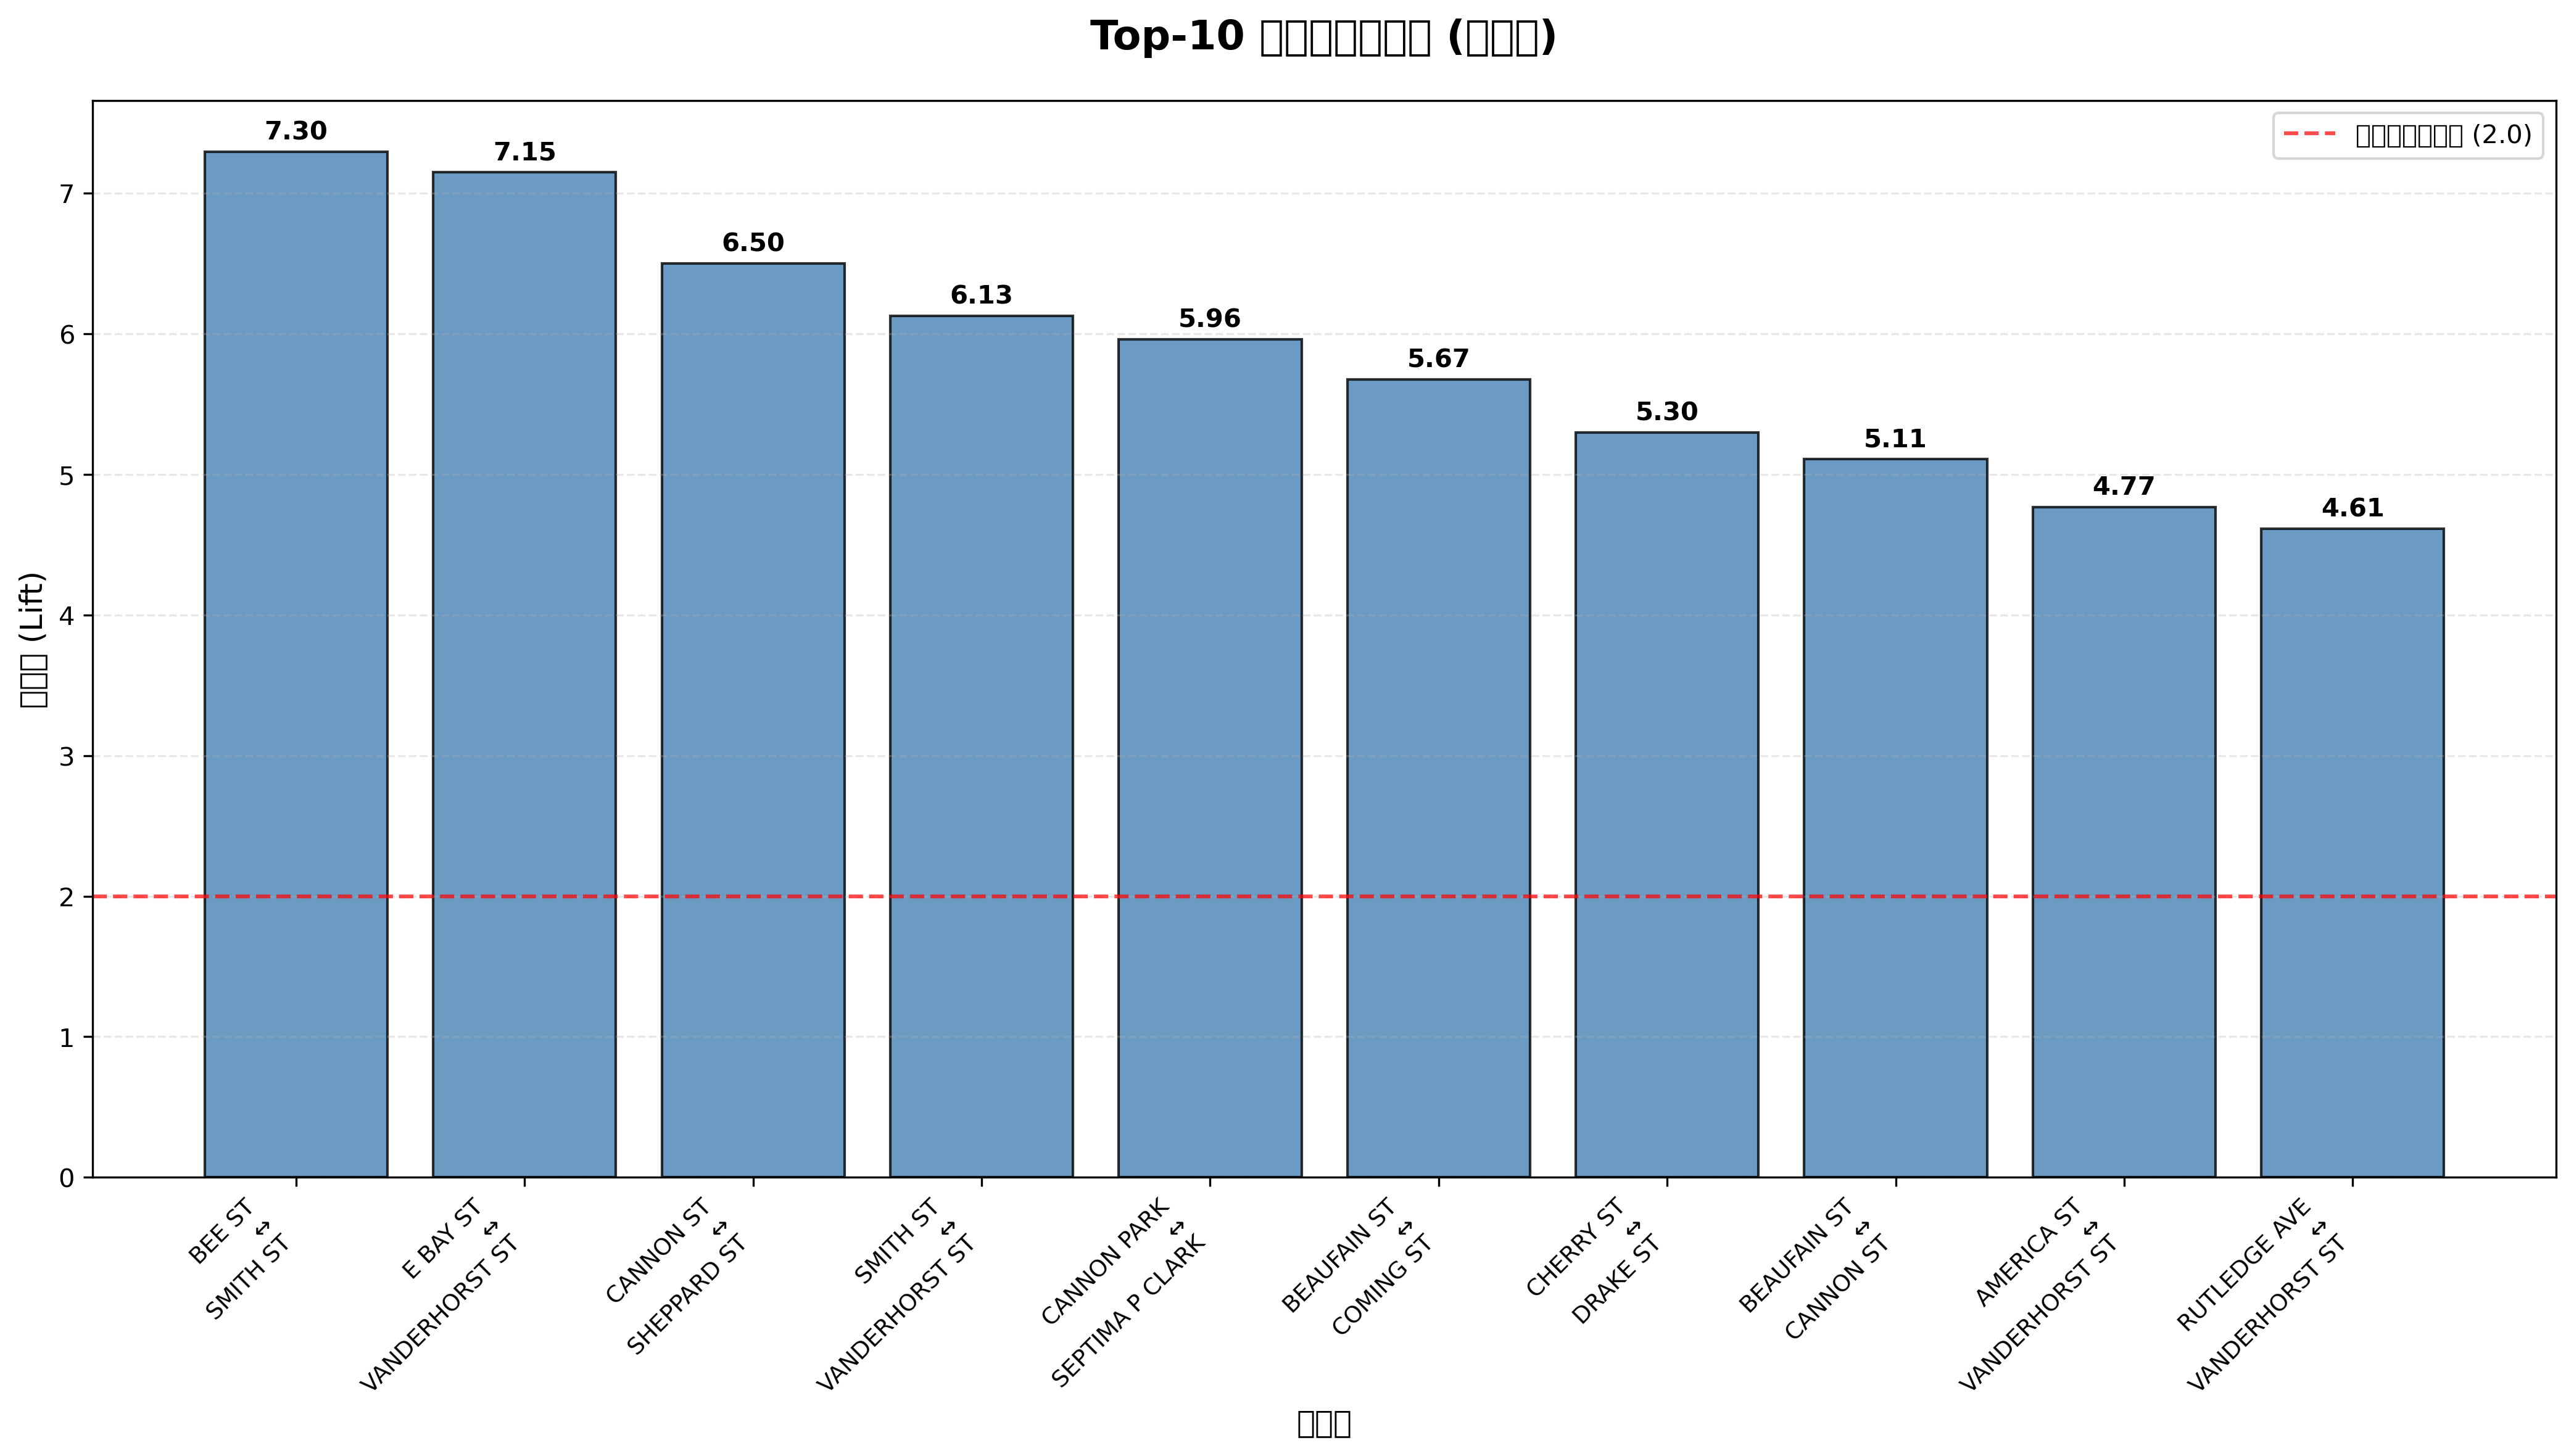 Top-10 □□□□□□□ (□□□)
□□□□□□□ (2.0)
□□□ (Lift)
7
6
5
4
3
2
1
0
7.30
7.15
6.50
6.13
5.96
5.67
5.30
5.11
4.77
4.61
BEE ST
↔
SMITH ST
E BAY ST
↔
VANDERHORST ST
CANNON ST
↔
SHEPPARD ST
SMITH ST
↔
VANDERHORST ST
CANNON PARK
↔
SEPTIMA P CLARK
BEAUFAIN ST
↔
COMING ST
CHERRY ST
↔
DRAKE ST
BEAUFAIN ST
↔
CANNON ST
AMERICA ST
↔
VANDERHORST ST
RUTLEDGE AVE
↔
VANDERHORST ST
□□□